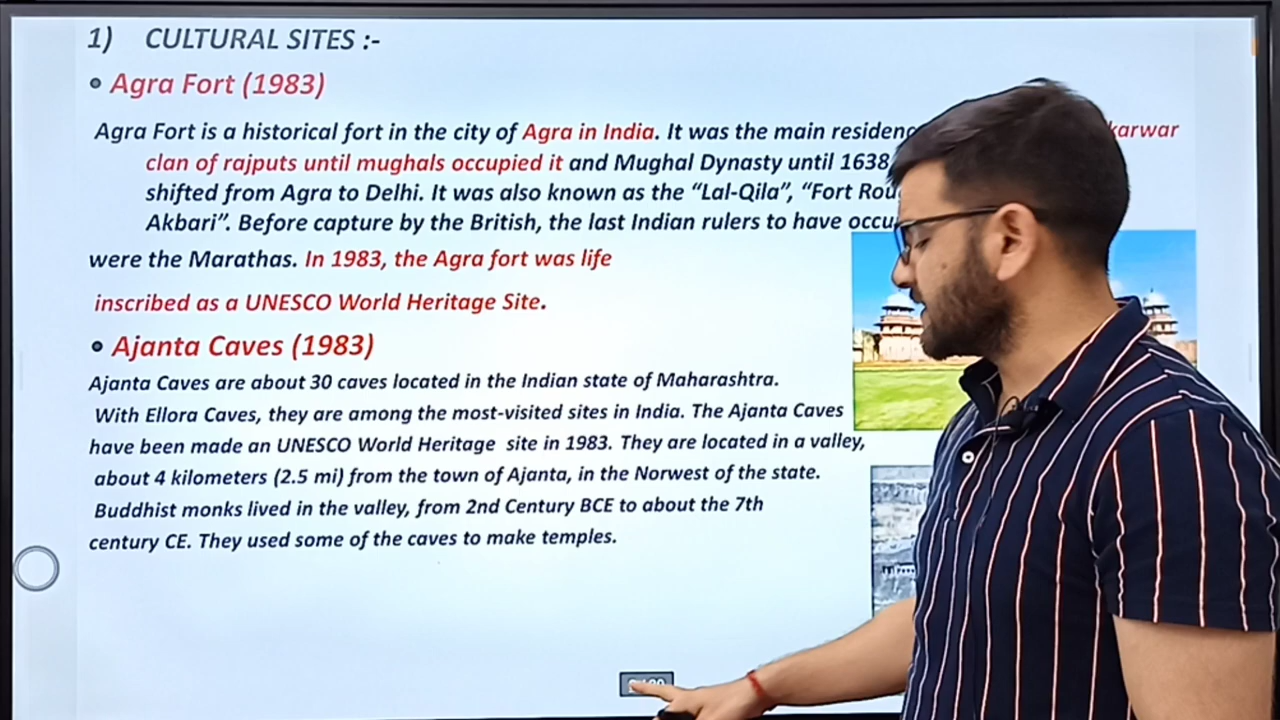 1) CULTURAL SITES :-
• Agra Fort (1983)
Agra Fort is a historical fort in the city of Agra in India. It was the main karwar
clan of rajputs until mughals occupied it and Mughal Dynasty until 1638
shifted from Agra to Delhi. It was also known as the “Lal-Qila”, “Fort
Akbari”. Before capture by the British, the last Indian rulers to have
were the Marathas. In 1983, the Agra fort was life
inscribed as a UNESCO World Heritage Site.
• Ajanta Caves (1983)
Ajanta Caves are about 30 caves located in the Indian state of Maharashtra.
With Ellora Caves, they are among the most-visited sites in India. The Ajanta Caves
have been made an UNESCO World Heritage site in 1983. They are located in a valley,
about 4 kilometers (2.5 mi) from the town of Ajanta, in the Norwest of the state.
Buddhist monks lived in the valley, from 2nd Century BCE to about the 7th
century CE. They used some of the caves to make temples.